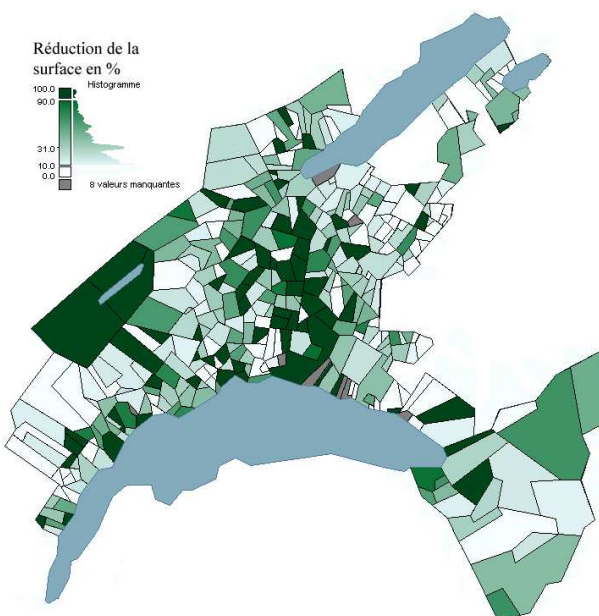 Réduction de la
surface en %
Histogramme
100.0
90.0
31.0
10.0
0.0
8 valeurs manquantes